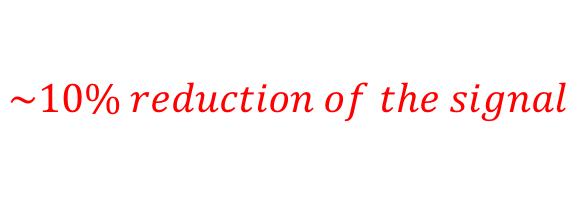 ~10% reduction of the signal